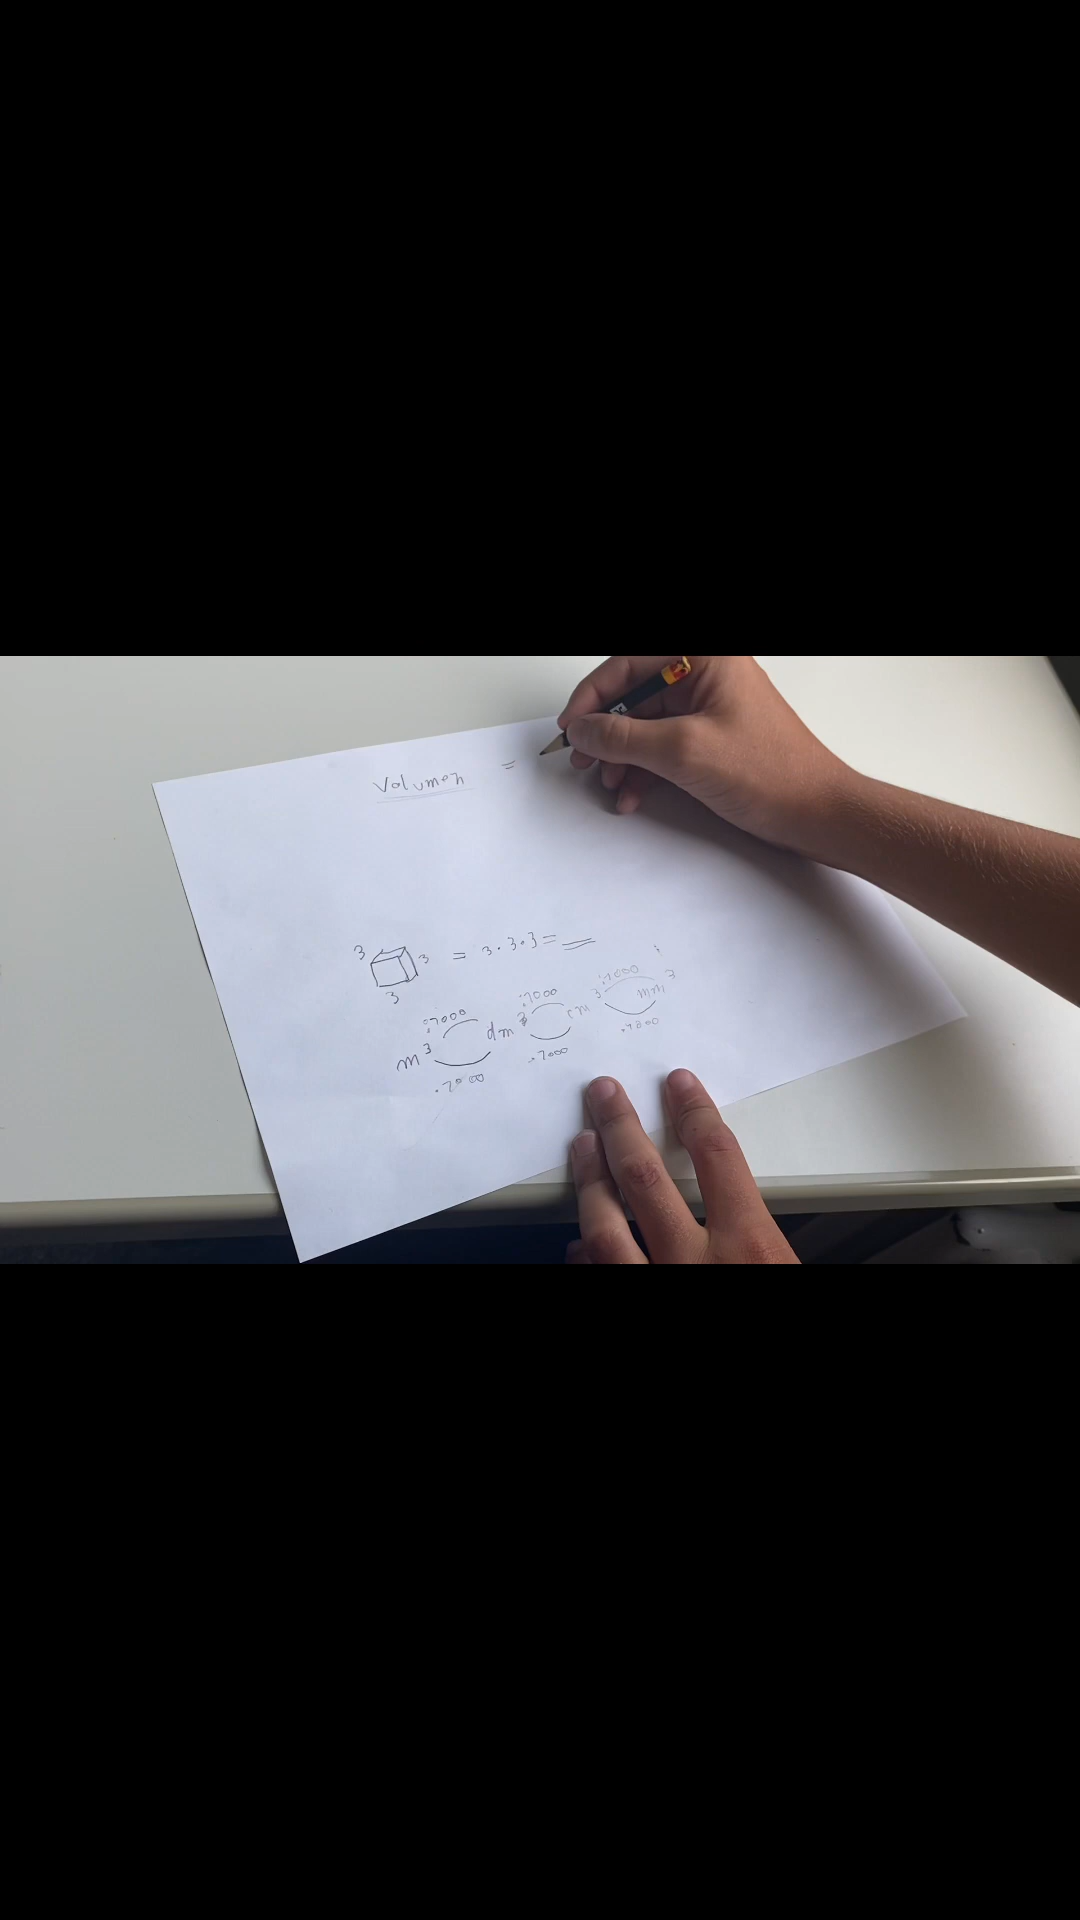 Volumen =
3 3 = 3.3.3 =
3
:1000 :1000 :1000
m³ dm³ cm³ mm³
.1000 .1000 .1000